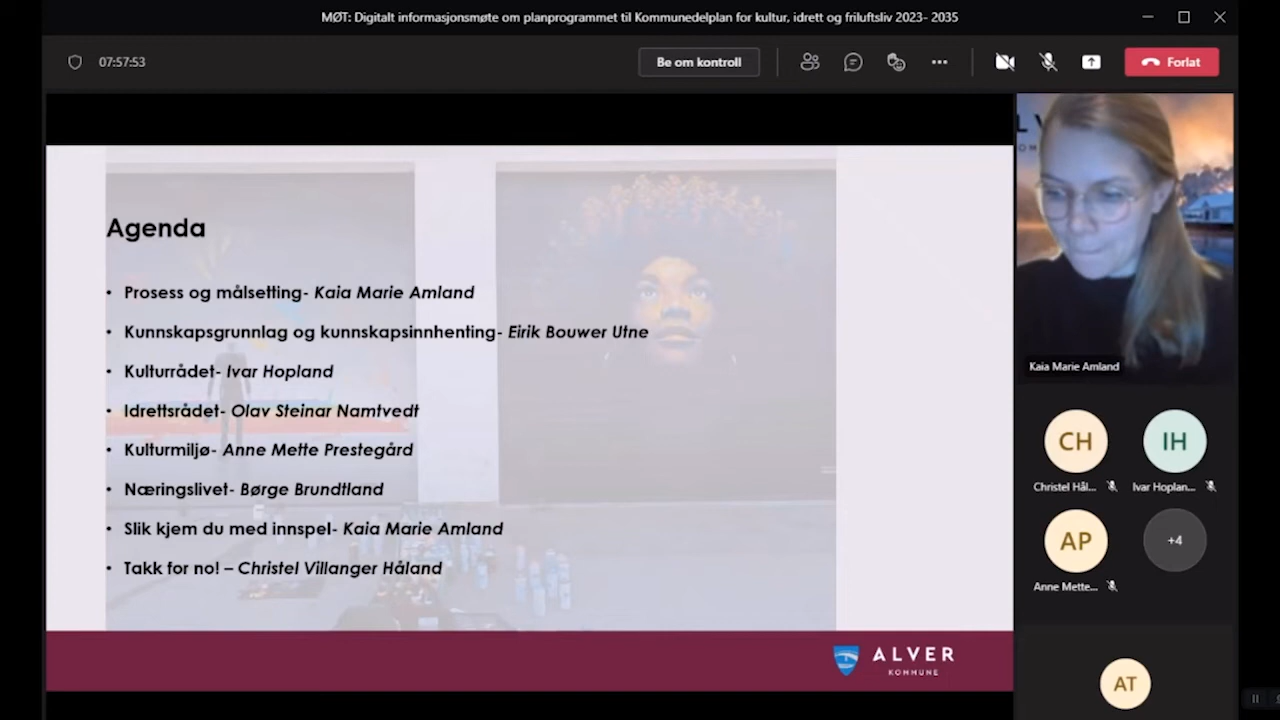 MØT: Digitalt informasjonsmøte om planprogrammet til Kommunedelplan for kultur, idrett og friluftsliv 2023- 2035
07:57:53
Be om kontroll
Forlat
Agenda
• Prosess og målsetting- Kaia Marie Amland
• Kunnskapsgrunnlag og kunnskapsinnhenting- Eirik Bouwer Utne
• Kulturrådet- Ivar Hopland
• Idrettsrådet- Olav Steinar Namtvedt
• Kulturmiljø- Anne Mette Prestegård
• Næringslivet- Børge Brundtland
• Slik kjem du med innspel- Kaia Marie Amland
• Takk for no! – Christel Villanger Håland
ALVER
KOMMUNE
Kaia Marie Amland
CH
IH
Christel Hål...
Ivar Hoplan...
AP
+4
Anne Mette...
AT